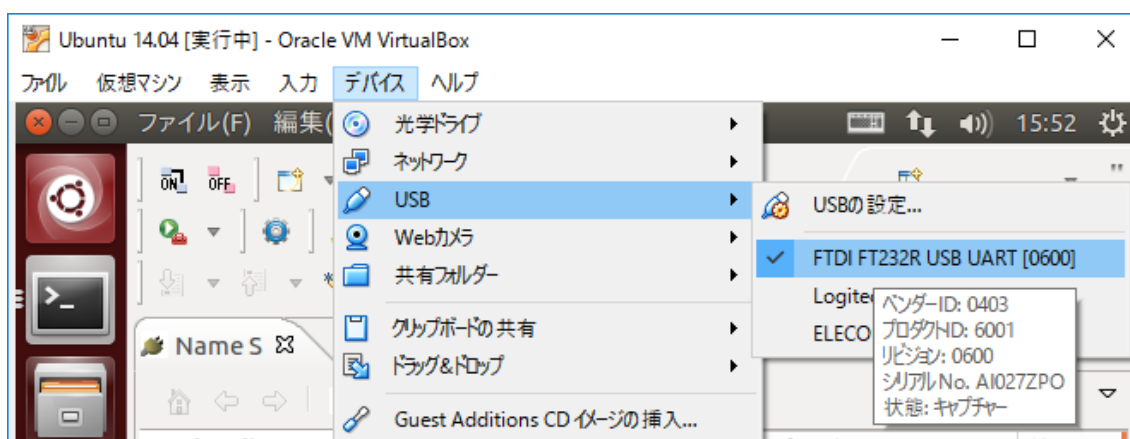 Ubuntu 14.04 [実行中] - Oracle VM VirtualBox
ファイル 仮想マシン 表示 入力 デバイス ヘルプ
ファイル(F) 編集(
15:52
光学ドライブ
ON OFF
ネットワーク
USB
USBの設定...
Webカメラ
FTDI FT232R USB UART [0600]
共有フォルダー
Logite
ベンダーID: 0403
ELECO
プロダクトID: 6001
クリップボードの共有
Name S
リビジョン: 0600
ドラッグ&ドロップ
シリアル No. AI027ZPO
状態: キャプチャー
Guest Additions CD イメージの挿入...